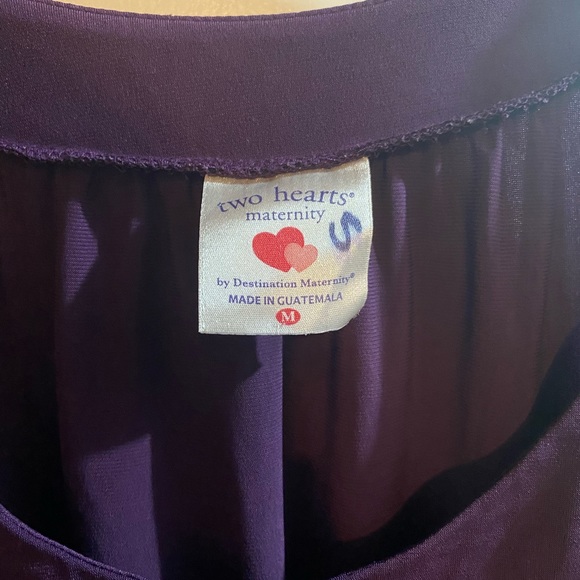 two hearts®
maternity
S
by Destination Maternity®
MADE IN GUATEMALA
M